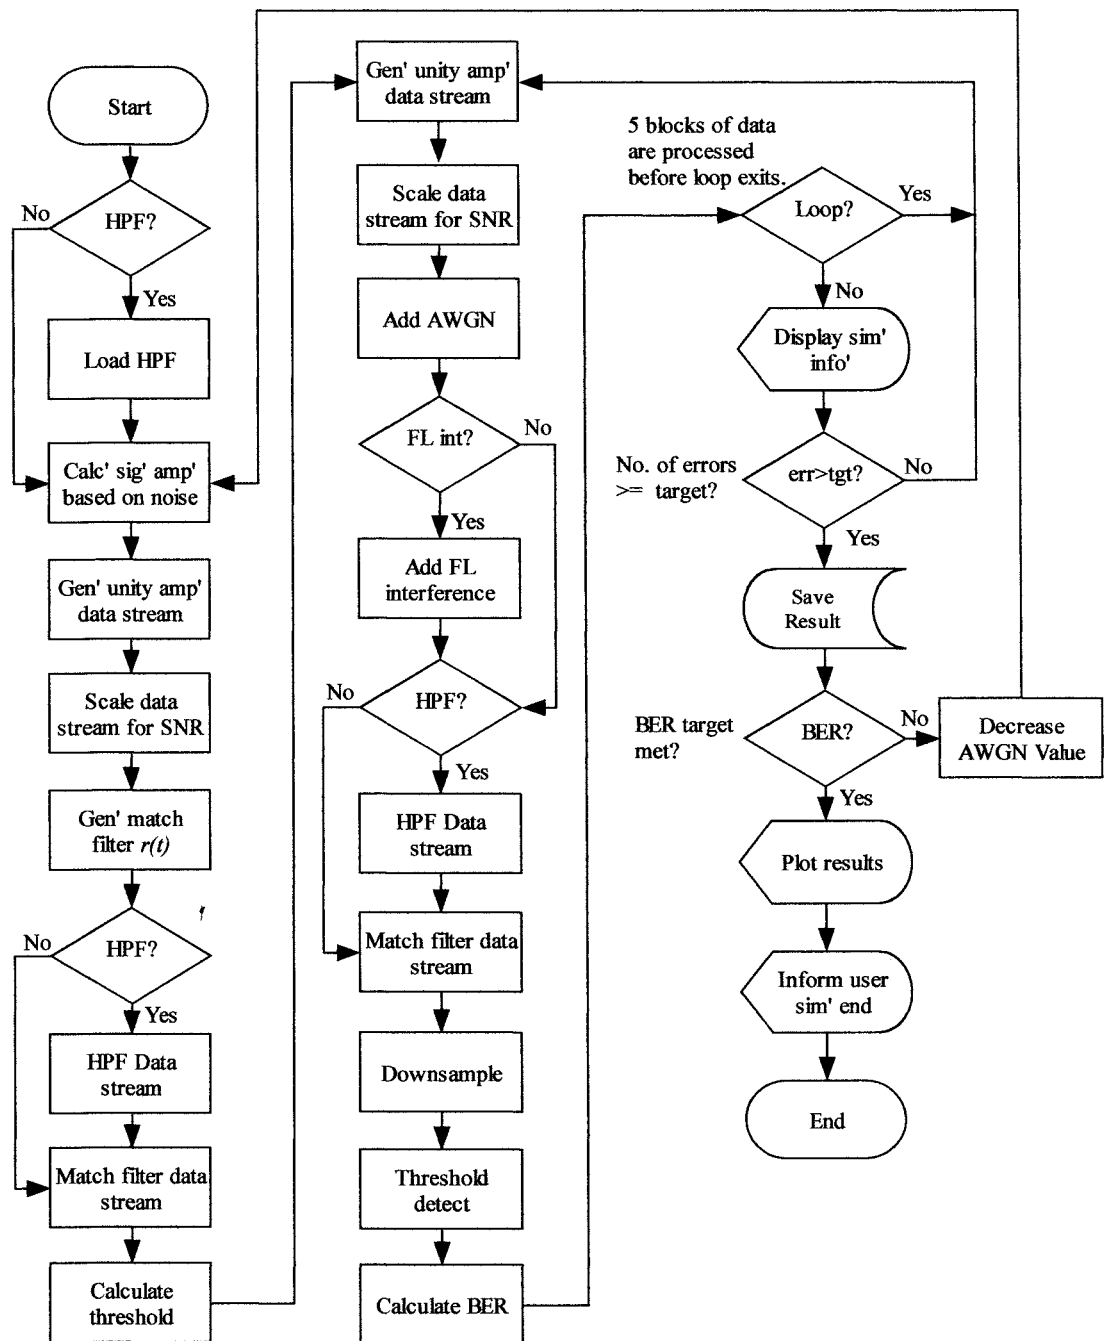 Start
HPF?
No
Yes
Load HPF
Calc' sig' amp'
based on noise
Gen' unity amp'
data stream
Scale data
stream for SNR
Gen' match
filter r(t)
HPF?
No
Yes
HPF Data
stream
Match filter data
stream
Calculate
threshold
Gen' unity amp'
data stream
Scale data
stream for SNR
Add AWGN
FL int?
No
Yes
Add FL
interference
HPF?
No
Yes
HPF Data
stream
Match filter data
stream
Downsample
Threshold
detect
Calculate BER
5 blocks of data
are processed
before loop exits.
Loop?
Yes
No
Display sim'
info'
No. of errors
>= target?
err>tgt?
No
Yes
Save
Result
BER target
met?
BER?
No
Decrease
AWGN Value
Yes
Plot results
Inform user
sim' end
End